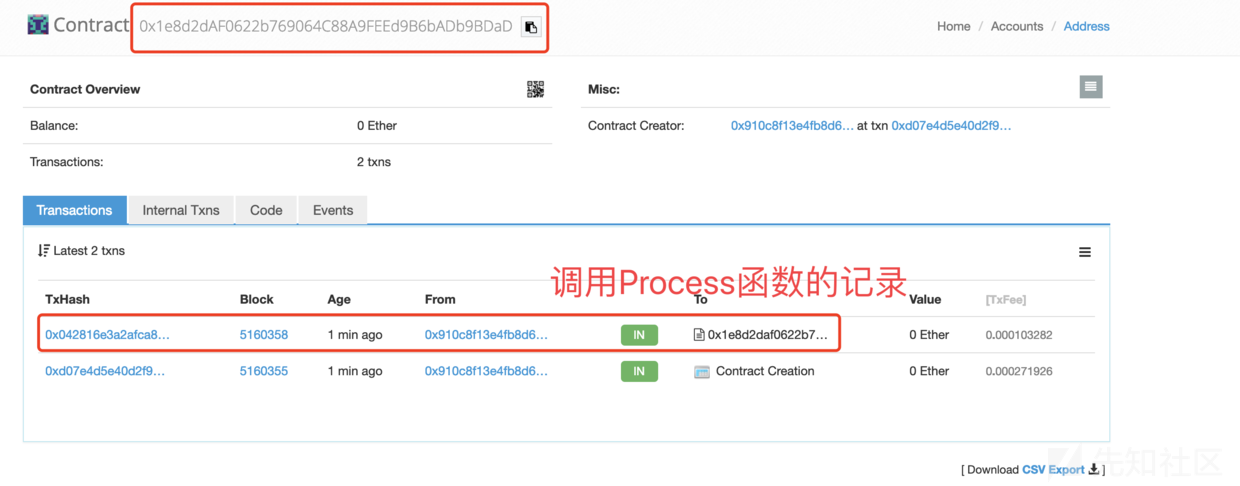 Contract 0x1e8d2dAF0622b769064C88A9FEEd9B6bADb9BDaD
Home / Accounts / Address
Contract Overview
Balance: 0 Ether
Transactions: 2 txns
Misc:
Contract Creator: 0x910c8f13e4fb8d6... at txn 0xd07e4d5e40d2f9...
Transactions Internal Txns Code Events
Latest 2 txns
调用Process函数的记录
TxHash Block Age From To Value [TxFee]
0x042816e3a2afca8... 5160358 1 min ago 0x910c8f13e4fb8d6... IN 0x1e8d2daf0622b7... 0 Ether 0.000103282
0xd07e4d5e40d2f9... 5160355 1 min ago 0x910c8f13e4fb8d6... IN Contract Creation 0 Ether 0.000271926
[ Download CSV Export ]
先知社区